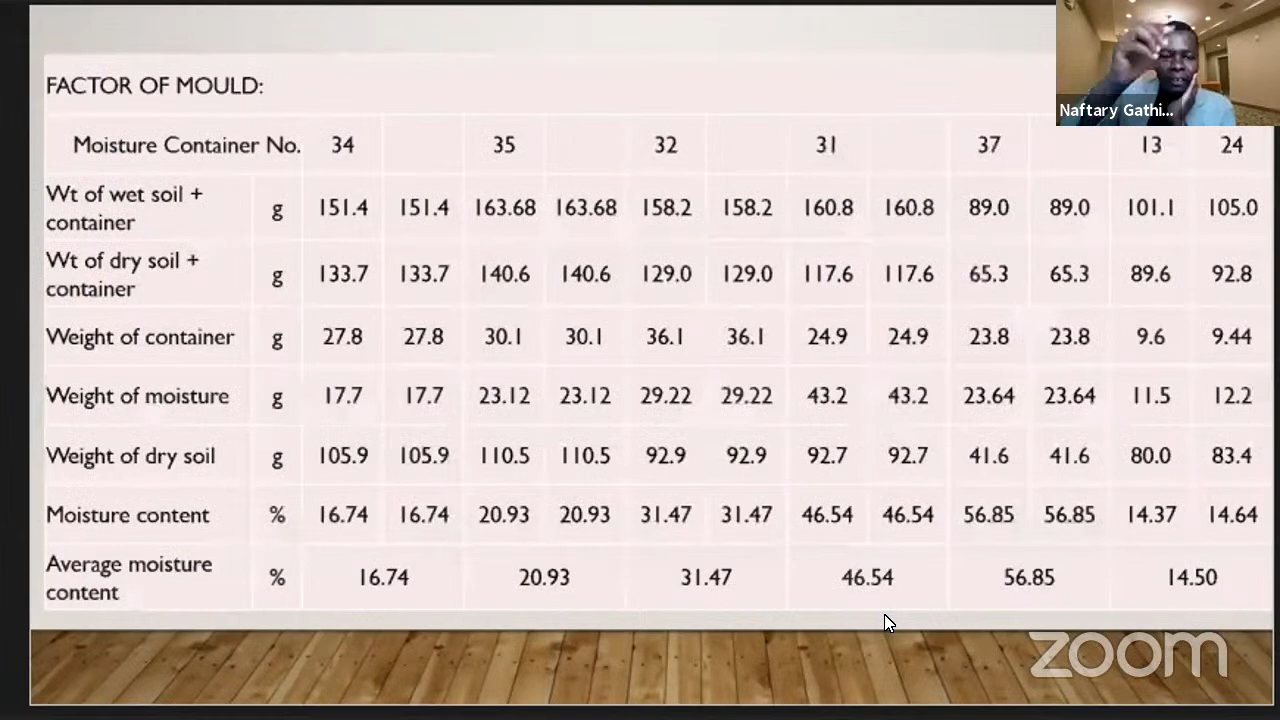 FACTOR OF MOULD:
Naftary Gathi...
Moisture Container No. 34 35 32 31 37 13 24
Wt of wet soil +
container g 151.4 151.4 163.68 163.68 158.2 158.2 160.8 160.8 89.0 89.0 101.1 105.0
Wt of dry soil +
container g 133.7 133.7 140.6 140.6 129.0 129.0 117.6 117.6 65.3 65.3 89.6 92.8
Weight of container g 27.8 27.8 30.1 30.1 36.1 36.1 24.9 24.9 23.8 23.8 9.6 9.44
Weight of moisture g 17.7 17.7 23.12 23.12 29.22 29.22 43.2 43.2 23.64 23.64 11.5 12.2
Weight of dry soil g 105.9 105.9 110.5 110.5 92.9 92.9 92.7 92.7 41.6 41.6 80.0 83.4
Moisture content % 16.74 16.74 20.93 20.93 31.47 31.47 46.54 46.54 56.85 56.85 14.37 14.64
Average moisture
content % 16.74 20.93 31.47 46.54 56.85 14.50
zoom